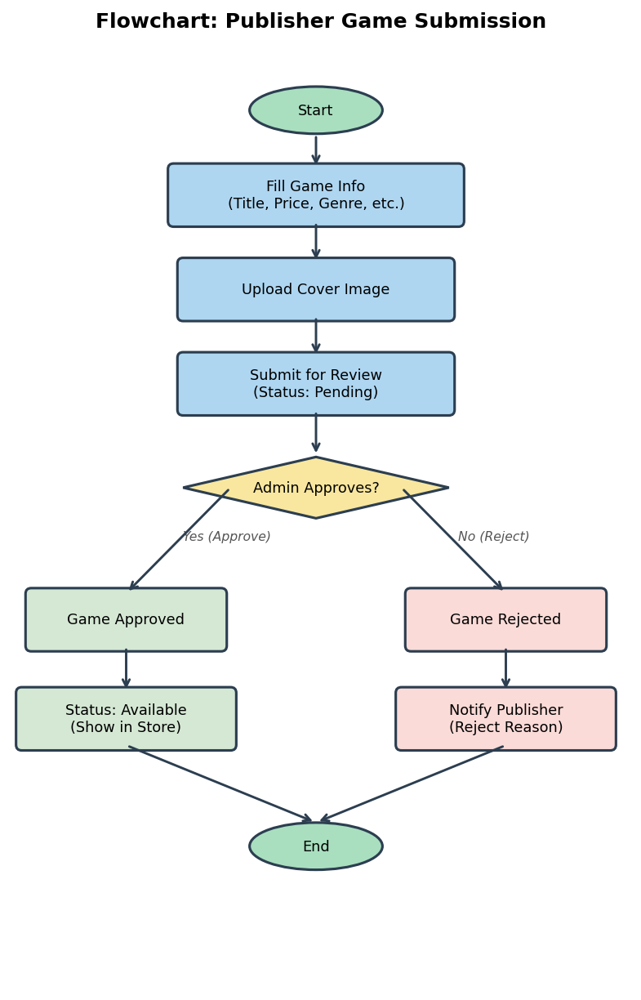 Flowchart: Publisher Game Submission
Start
Fill Game Info
(Title, Price, Genre, etc.)
Upload Cover Image
Submit for Review
(Status: Pending)
Admin Approves?
Yes (Approve)
No (Reject)
Game Approved
Game Rejected
Status: Available
(Show in Store)
Notify Publisher
(Reject Reason)
End